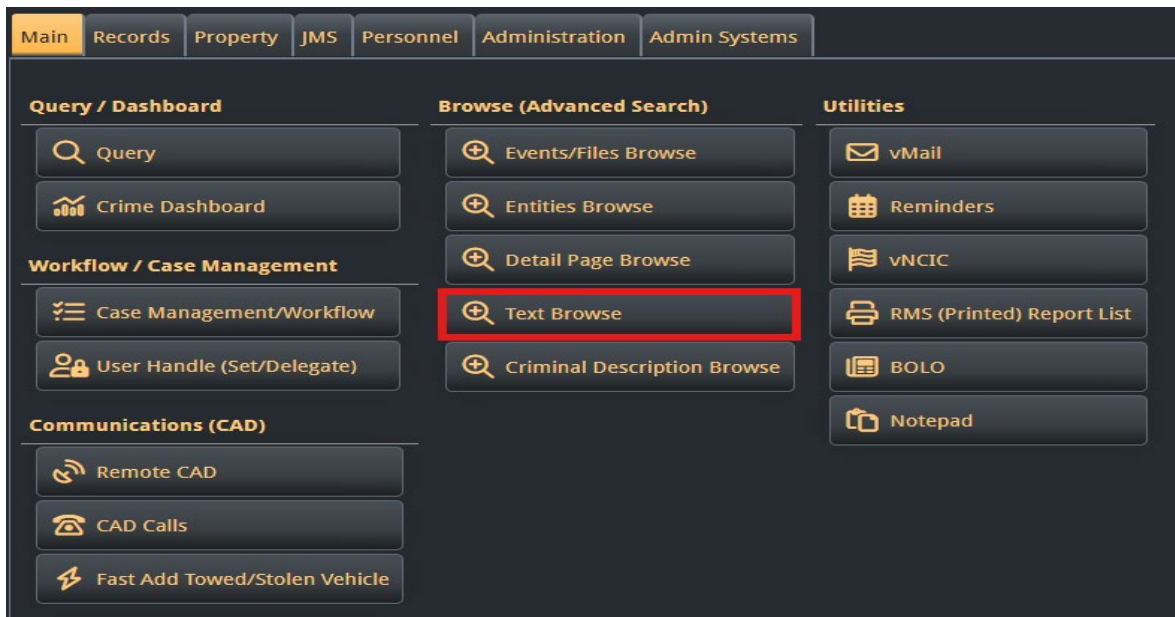 Main
Records
Property
JMS
Personnel
Administration
Admin Systems
Query / Dashboard
Query
Crime Dashboard
Workflow / Case Management
Case Management/Workflow
User Handle (Set/Delegate)
Communications (CAD)
Remote CAD
CAD Calls
Fast Add Towed/Stolen Vehicle
Browse (Advanced Search)
Events/Files Browse
Entities Browse
Detail Page Browse
Text Browse
Criminal Description Browse
Utilities
vMail
Reminders
vNCIC
RMS (Printed) Report List
BOLO
Notepad